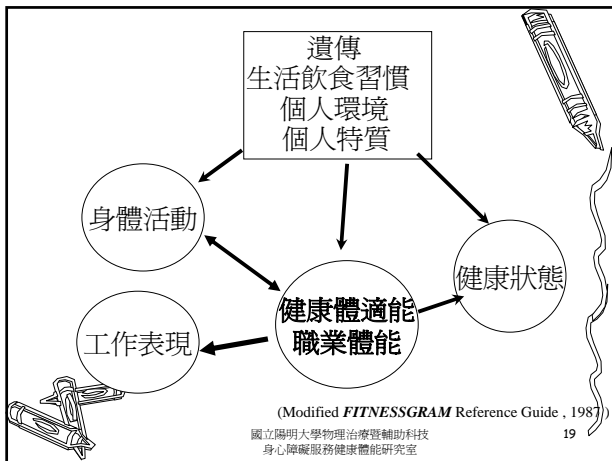 遺傳
生活飲食習慣
個人環境
個人特質
身體活動
健康狀態
健康體適能
職業體能
工作表現
(Modified FITNESSGRAM Reference Guide , 1987)
國立陽明大學物理治療暨輔助科技
身心障礙服務健康體能研究室
19